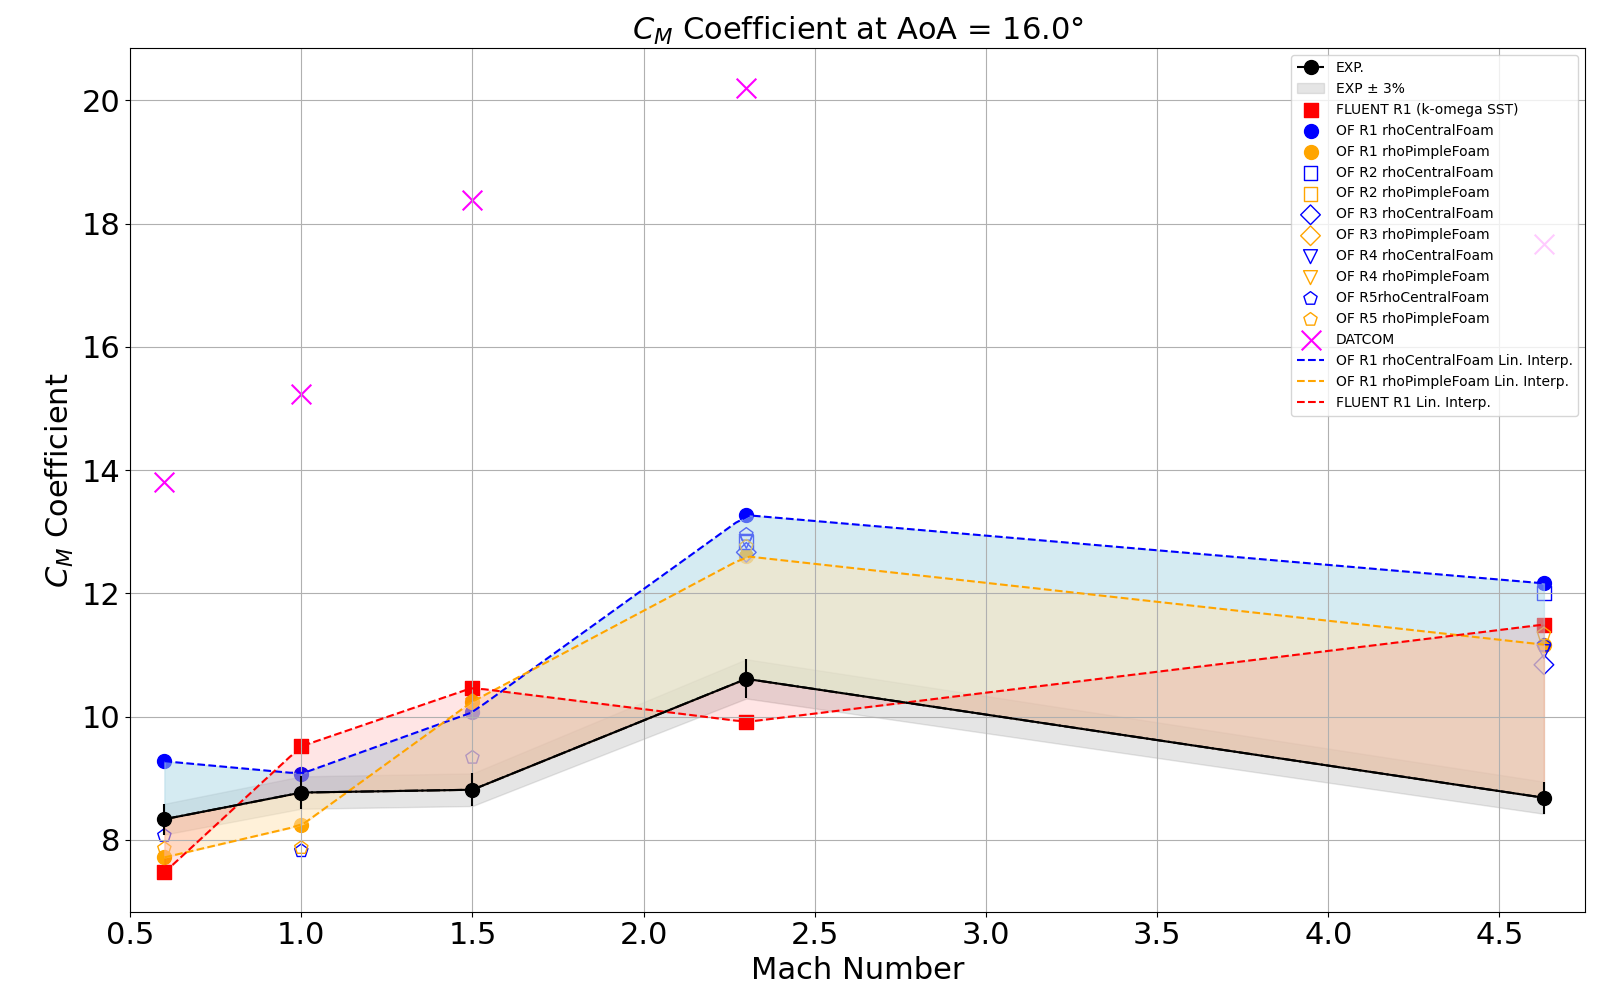 C_M Coefficient at AoA = 16.0°
C_M Coefficient
20
18
16
14
12
10
8
0.5 1.0 1.5 2.0 2.5 3.0 3.5 4.0 4.5
Mach Number
EXP.
EXP ± 3%
FLUENT R1 (k-omega SST)
OF R1 rhoCentralFoam
OF R1 rhoPimpleFoam
OF R2 rhoCentralFoam
OF R2 rhoPimpleFoam
OF R3 rhoCentralFoam
OF R3 rhoPimpleFoam
OF R4 rhoCentralFoam
OF R4 rhoPimpleFoam
OF R5rhoCentralFoam
OF R5 rhoPimpleFoam
DATCOM
OF R1 rhoCentralFoam Lin. Interp.
OF R1 rhoPimpleFoam Lin. Interp.
FLUENT R1 Lin. Interp.